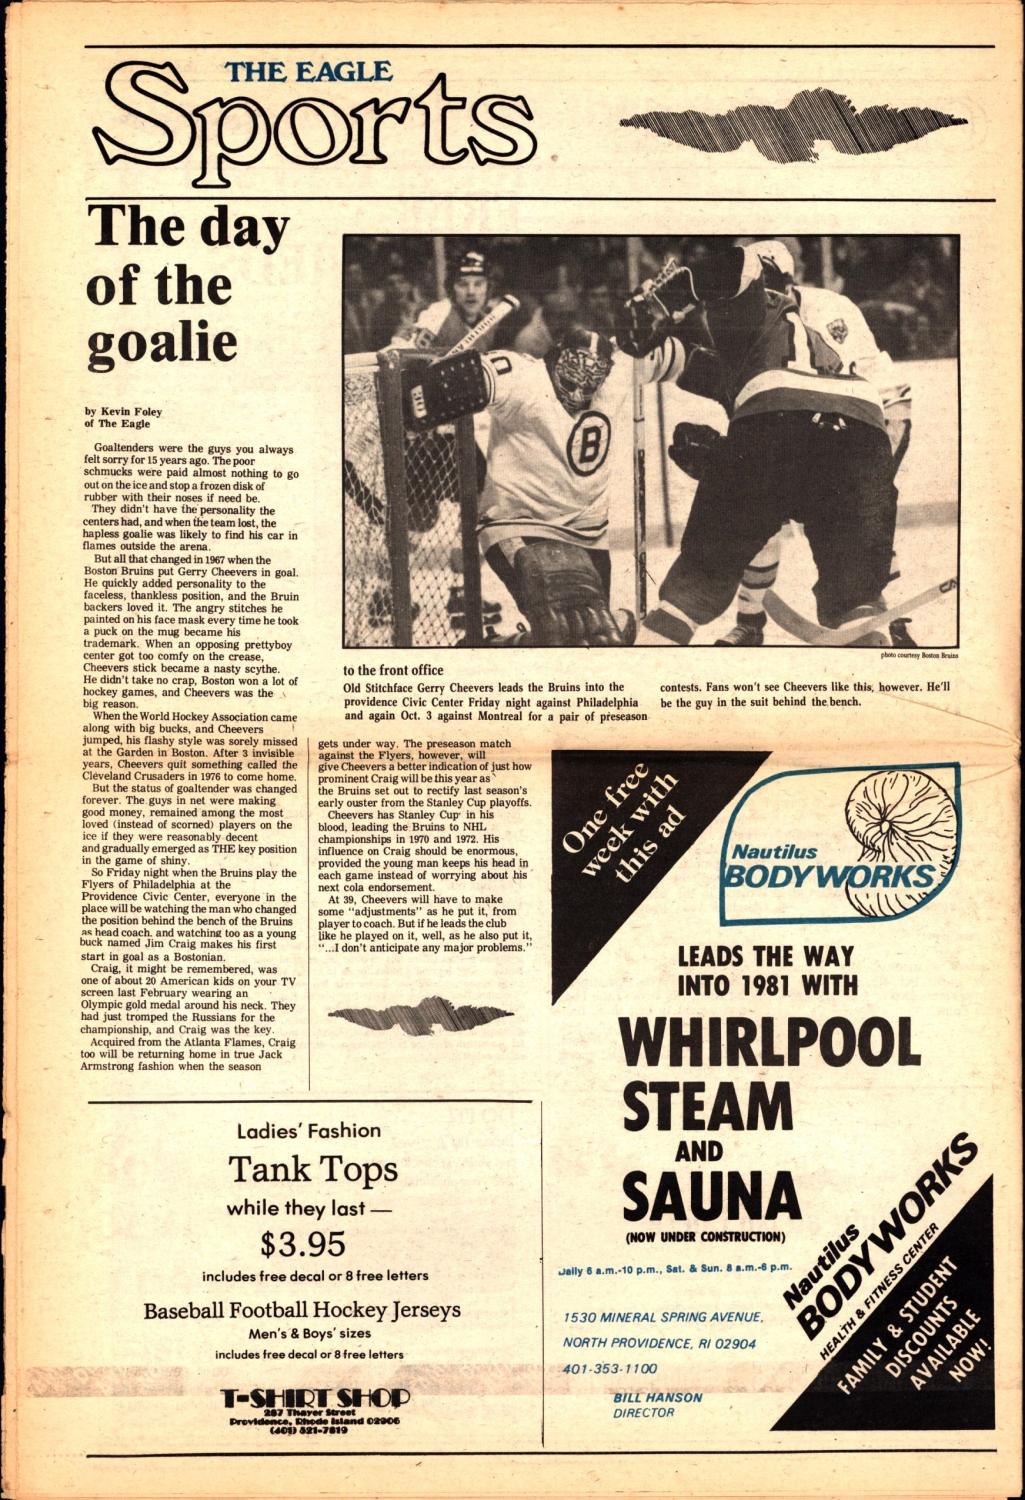 THE EAGLE
Sports
The day
of the
goalie
by Kevin Foley
of The Eagle
Goaltenders were the guys you always
felt sorry for 15 years ago. The poor
schmucks were paid almost nothing to go
out on the ice and stop a frozen disk of
rubber with their noses if need be.
They didn't have the personality the
centers had, and when the team lost, the
hapless goalie was likely to find his car in
flames outside the arena.
But all that changed in 1967 when the
Boston Bruins put Gerry Cheevers in goal.
He quickly added personality to the
faceless, thankless position, and the Bruin
backers loved it. The angry stitches he
painted on his face mask every time he took
a puck on the mug became his
trademark. When an opposing prettyboy
center got too comfy on the crease,
Cheevers stick became a nasty scythe.
He didn't take no crap, Boston won a lot of
hockey games, and Cheevers was the
big reason.
When the World Hockey Association came
along with big bucks, and Cheevers
jumped, his flashy style was sorely missed
at the Garden in Boston. After 3 invisible
years, Cheevers quit something called the
Cleveland Crusaders in 1976 to come home.
But the status of goaltender was changed
forever. The guys in net were making
good money, remained among the most
loved (instead of scorned) players on the
ice if they were reasonably decent
and gradually emerged as THE key position
in the game of shiny.
So Friday night when the Bruins play the
Flyers of Philadelphia at the
Providence Civic Center, everyone in the
place will be watching the man who changed
the position behind the bench of the Bruins
as head coach. and watching too as a young
buck named Jim Craig makes his first
start in goal as a Bostonian.
Craig, it might be remembered, was
one of about 20 American kids on your TV
screen last February wearing an
Olympic gold medal around his neck. They
had just tromped the Russians for the
championship, and Craig was the key.
Acquired from the Atlanta Flames, Craig
too will be returning home in true Jack
Armstrong fashion when the season
photo courtesy Boston Bruins
to the front office
Old Stitchface Gerry Cheevers leads the Bruins into the
providence Civic Center Friday night against Philadelphia
and again Oct. 3 against Montreal for a pair of preseason
contests. Fans won't see Cheevers like this, however. He'll
be the guy in the suit behind the bench.
gets under way. The preseason match
against the Flyers, however, will
give Cheevers a better indication of just how
prominent Craig will be this year as
the Bruins set out to rectify last season's
early ouster from the Stanley Cup playoffs.
Cheevers has Stanley Cup in his
blood, leading the Bruins to NHL
championships in 1970 and 1972. His
influence on Craig should be enormous,
provided the young man keeps his head in
each game instead of worrying about his
next cola endorsement.
At 39, Cheevers will have to make
some "adjustments" as he put it, from
player to coach. But if he leads the club
like he played on it, well, as he also put it,
"...I don't anticipate any major problems."
One free
week with
this ad
Nautilus
BODYWORKS
LEADS THE WAY
INTO 1981 WITH
WHIRLPOOL
STEAM
AND
SAUNA
(NOW UNDER CONSTRUCTION)
Daily 6 a.m.-10 p.m., Sat. & Sun. 8 a.m.-6 p.m.
1530 MINERAL SPRING AVENUE,
NORTH PROVIDENCE, RI 02904
401-353-1100
BILL HANSON
DIRECTOR
Nautilus
BODYWORKS
HEALTH & FITNESS CENTER
FAMILY & STUDENT
DISCOUNTS
AVAILABLE
NOW!
Ladies' Fashion
Tank Tops
while they last —
$3.95
includes free decal or 8 free letters
Baseball Football Hockey Jerseys
Men's & Boys' sizes
includes free decal or 8 free letters
T-SHIRT SHOP
287 Thayer Street
Providence, Rhode Island 02906
(401) 521-7819